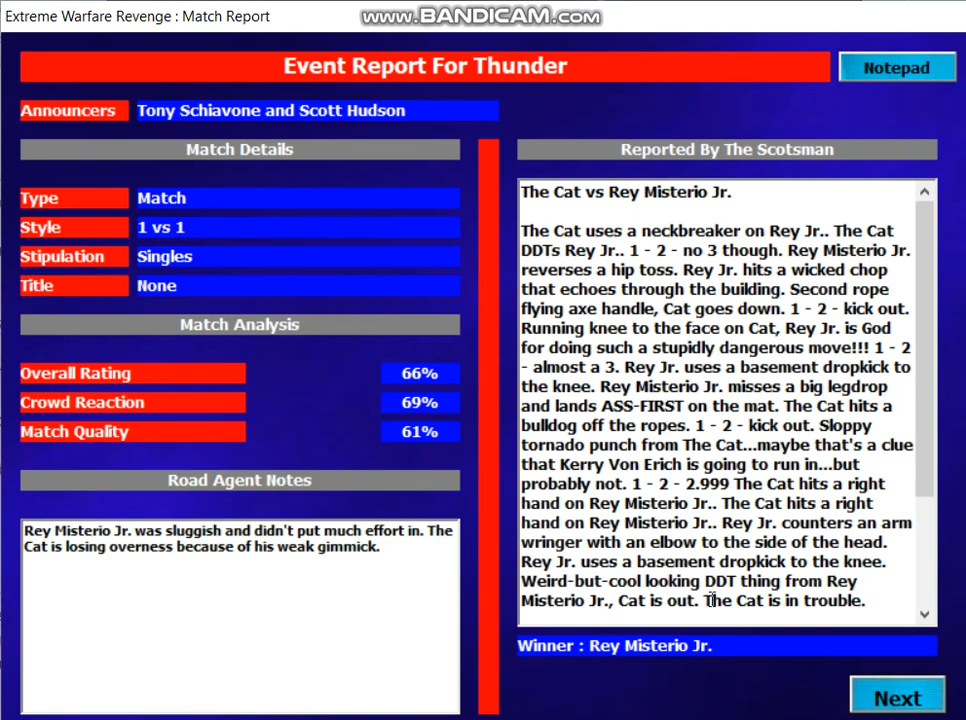 Extreme Warfare Revenge : Match Report
www.BANDICAM.com
Event Report For Thunder
Notepad
Announcers Tony Schiavone and Scott Hudson
Match Details
Type Match
Style 1 vs 1
Stipulation Singles
Title None
Match Analysis
Overall Rating 66%
Crowd Reaction 69%
Match Quality 61%
Road Agent Notes
Rey Misterio Jr. was sluggish and didn't put much effort in. The
Cat is losing overness because of his weak gimmick.
Reported By The Scotsman
The Cat vs Rey Misterio Jr.
The Cat uses a neckbreaker on Rey Jr.. The Cat
DDTs Rey Jr.. 1 - 2 - no 3 though. Rey Misterio Jr.
reverses a hip toss. Rey Jr. hits a wicked chop
that echoes through the building. Second rope
flying axe handle, Cat goes down. 1 - 2 - kick out.
Running knee to the face on Cat, Rey Jr. is God
for doing such a stupidly dangerous move!!! 1 - 2
- almost a 3. Rey Jr. uses a basement dropkick to
the knee. Rey Misterio Jr. misses a big legdrop
and lands ASS-FIRST on the mat. The Cat hits a
bulldog off the ropes. 1 - 2 - kick out. Sloppy
tornado punch from The Cat...maybe that's a clue
that Kerry Von Erich is going to run in...but
probably not. 1 - 2 - 2.999 The Cat hits a right
hand on Rey Misterio Jr.. The Cat hits a right
hand on Rey Misterio Jr.. Rey Jr. counters an arm
wringer with an elbow to the side of the head.
Rey Jr. uses a basement dropkick to the knee.
Weird-but-cool looking DDT thing from Rey
Misterio Jr., Cat is out. The Cat is in trouble.
Winner : Rey Misterio Jr.
Next